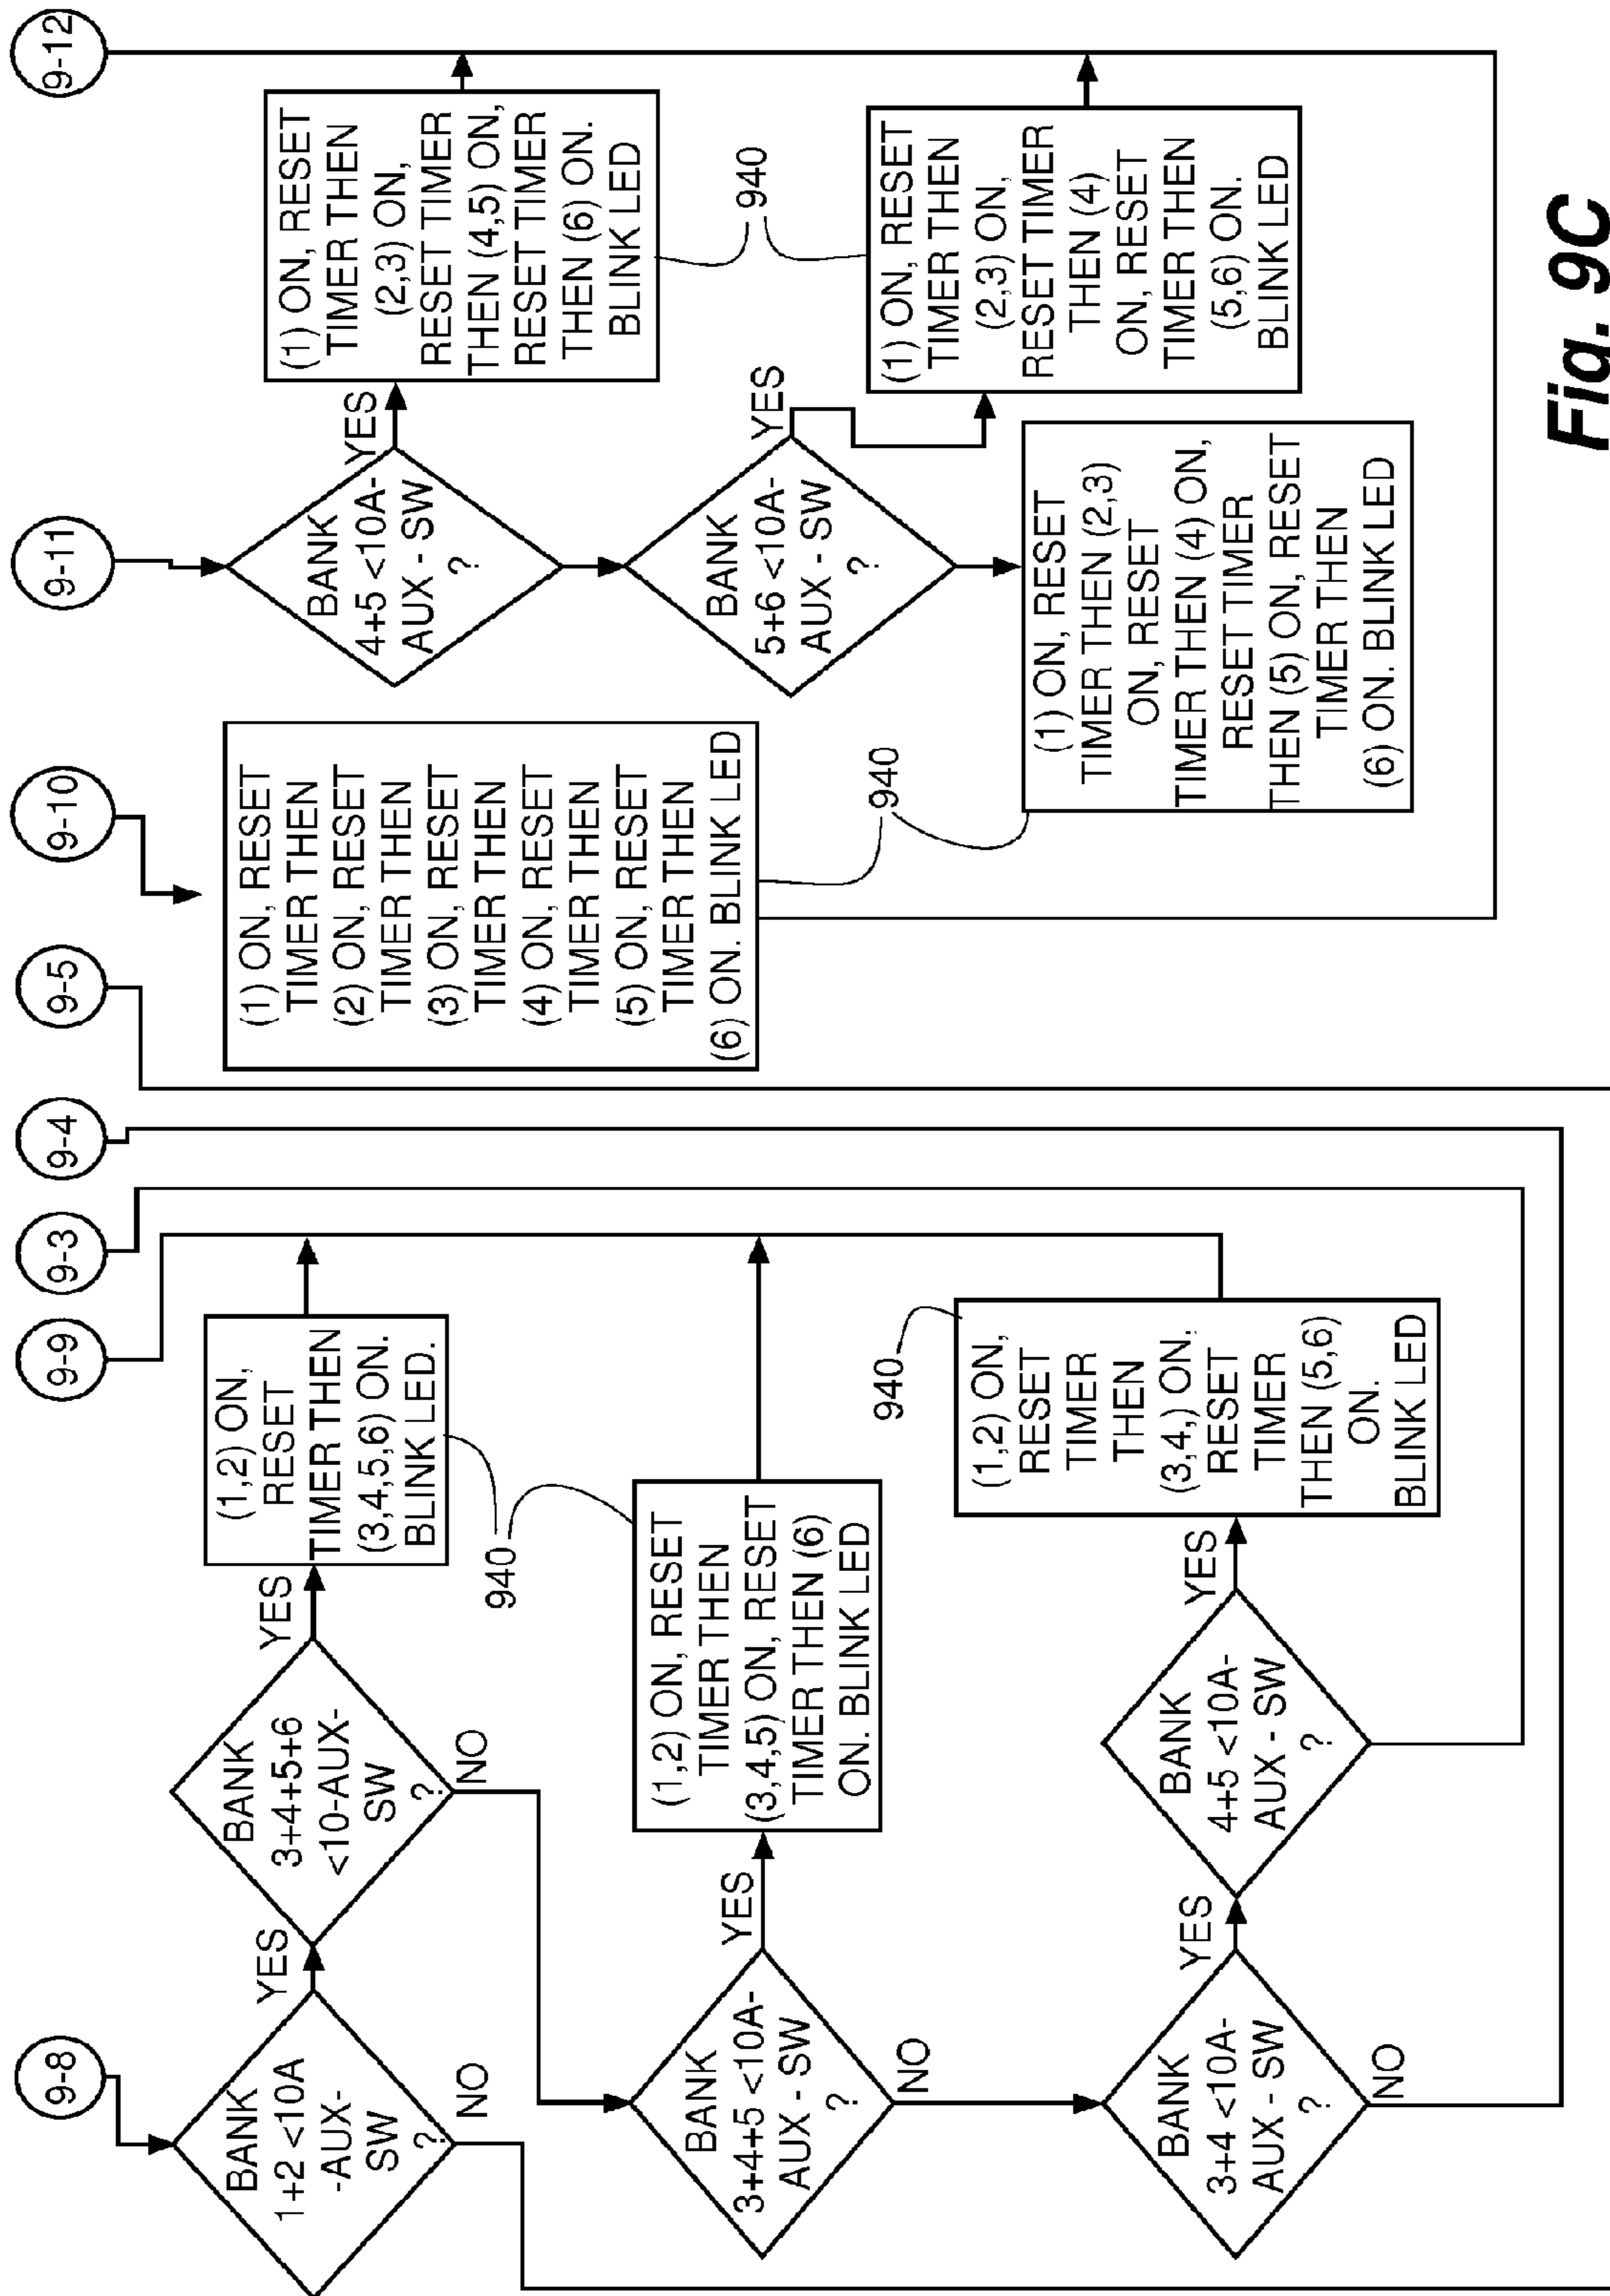 9-8
9-9
9-3
9-4
9-5
9-10
9-11
9-12
BANK
1+2 <10A
-AUX-
SW
?
YES
NO
BANK
3+4+5+6
<10-AUX-
SW
?
YES
NO
(1,2) ON,
RESET
TIMER THEN
(3,4,5,6) ON.
BLINK LED.
940
BANK
3+4+5 <10A-
AUX - SW
?
YES
NO
(1,2) ON, RESET
TIMER THEN
(3,4,5) ON, RESET
TIMER THEN (6)
ON. BLINK LED
BANK
3+4 <10A-
AUX - SW
?
YES
NO
BANK
4+5 <10A-
AUX - SW
?
YES
940
(1,2) ON,
RESET
TIMER
THEN
(3,4,) ON.
RESET
TIMER
THEN (5,6)
ON.
BLINK LED
(1) ON, RESET
TIMER THEN
(2) ON, RESET
TIMER THEN
(3) ON, RESET
TIMER THEN
(4) ON, RESET
TIMER THEN
(5) ON, RESET
TIMER THEN
(6) ON. BLINK LED
940
BANK
4+5 <10A-
AUX - SW
?
YES
(1) ON, RESET
TIMER THEN
(2,3) ON,
RESET TIMER
THEN (4,5) ON,
RESET TIMER
THEN (6) ON.
BLINK LED
940
BANK
5+6 <10A-
AUX - SW
?
YES
(1) ON, RESET
TIMER THEN
(2,3) ON,
RESET TIMER
THEN (4)
ON, RESET
TIMER THEN
(5,6) ON.
BLINK LED
(1) ON, RESET
TIMER THEN (2,3)
ON, RESET
TIMER THEN (4) ON,
RESET TIMER
THEN (5) ON, RESET
TIMER THEN
(6) ON. BLINK LED
Fig. 9C